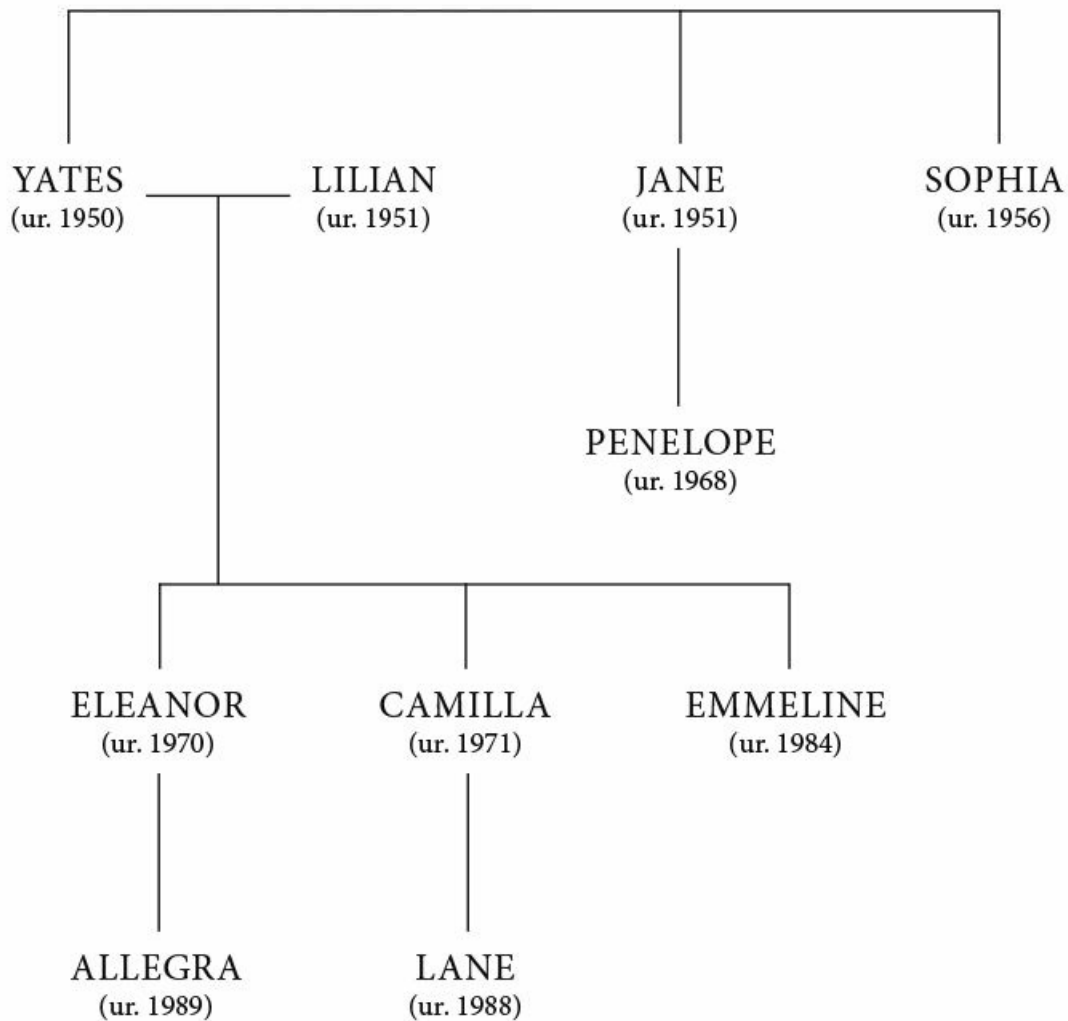 YATES
(ur. 1950)
LILIAN
(ur. 1951)
JANE
(ur. 1951)
SOPHIA
(ur. 1956)
PENELOPE
(ur. 1968)
ELEANOR
(ur. 1970)
CAMILLA
(ur. 1971)
EMMELINE
(ur. 1984)
ALLEGRA
(ur. 1989)
LANE
(ur. 1988)